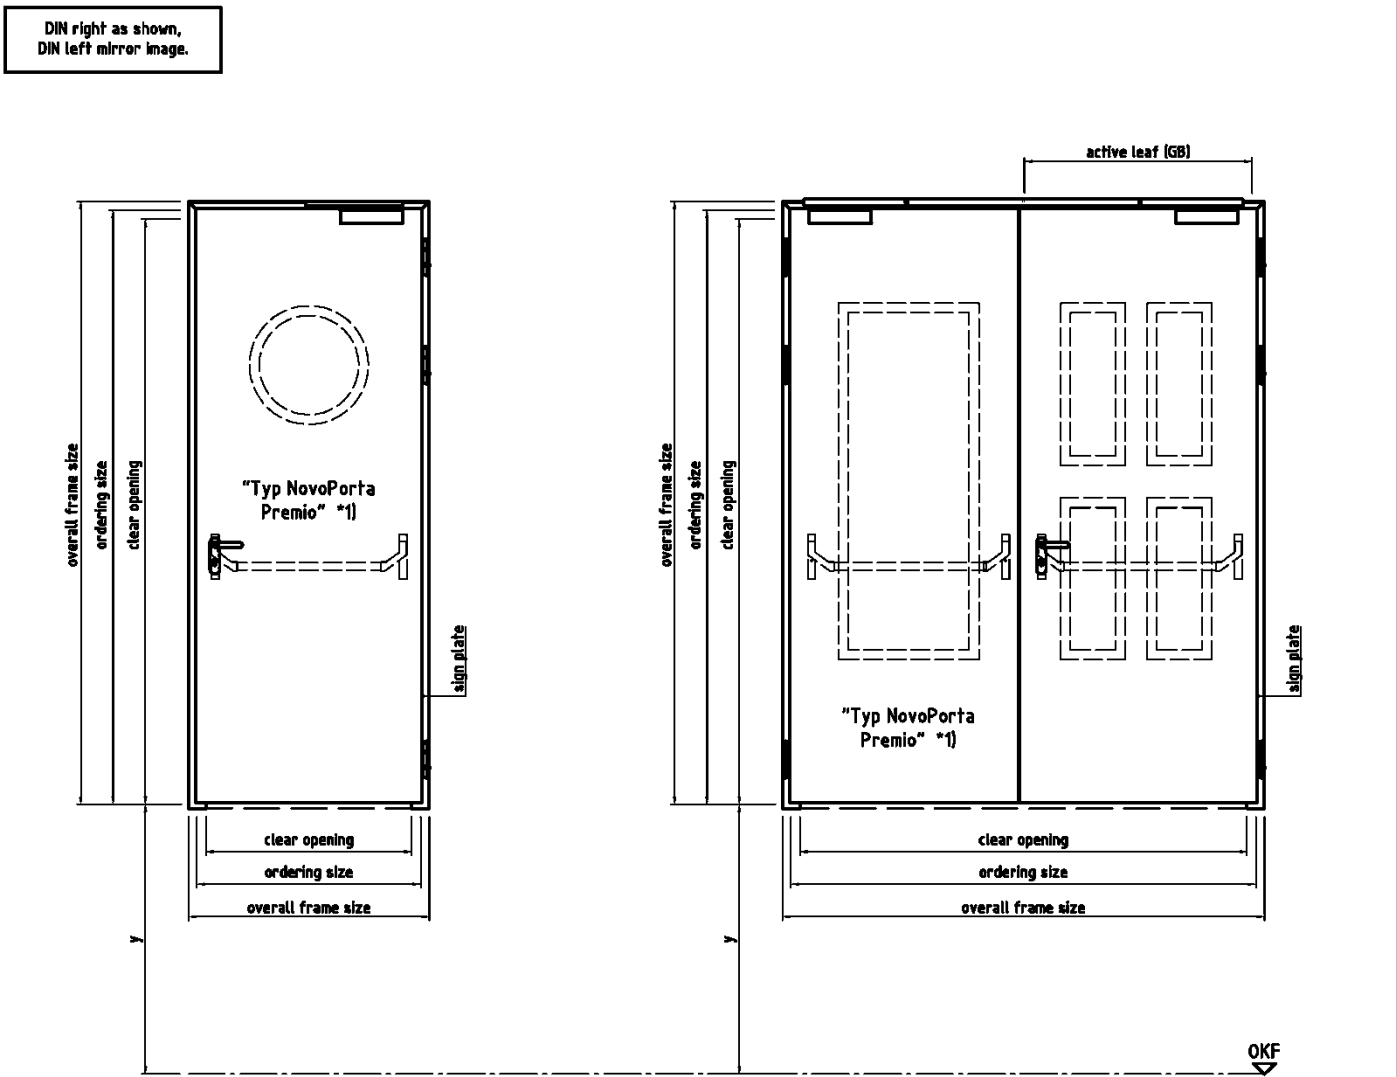 DIN right as shown,
DIN left mirror image.
active leaf (GB)
overall frame size
ordering size
clear opening
"Typ NovoPorta
Premio" *1)
sign plate
clear opening
ordering size
overall frame size
y
overall frame size
ordering size
clear opening
"Typ NovoPorta
Premio" *1)
sign plate
clear opening
ordering size
overall frame size
y
OKF